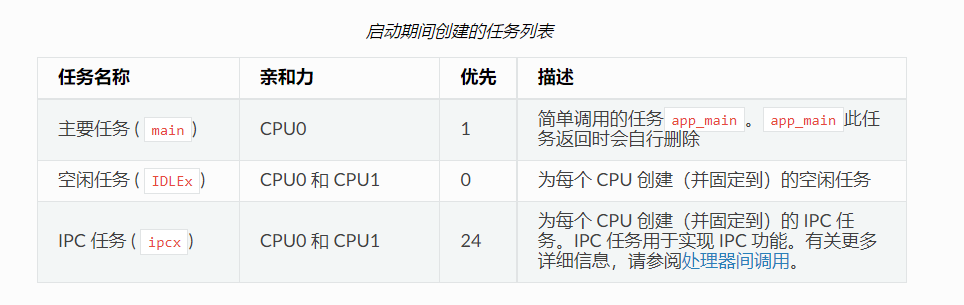 启动期间创建的任务列表
任务名称 亲和力 优先 描述
主要任务 ( main ) CPU0 1 简单调用的任务 app_main 。 app_main 此任
务返回时会自行删除
空闲任务 ( IDLEx ) CPU0 和 CPU1 0 为每个 CPU 创建（并固定到）的空闲任务
IPC 任务 ( ipcx ) CPU0 和 CPU1 24 为每个 CPU 创建（并固定到）的 IPC 任
务。IPC 任务用于实现 IPC 功能。有关更多
详细信息，请参阅处理器间调用。